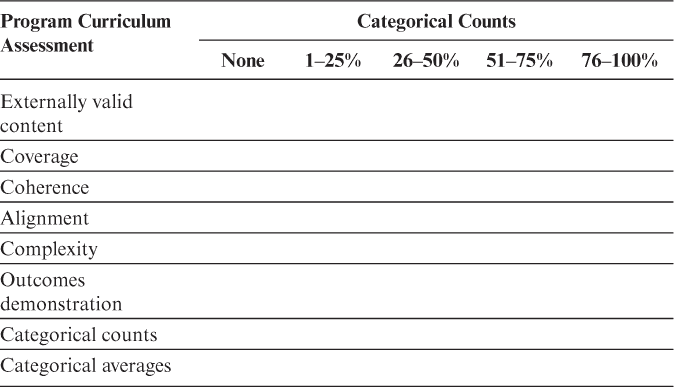 Program Curriculum Assessment Categorical Counts
None 1–25% 26–50% 51–75% 76–100%
Externally valid
content
Coverage
Coherence
Alignment
Complexity
Outcomes
demonstration
Categorical counts
Categorical averages